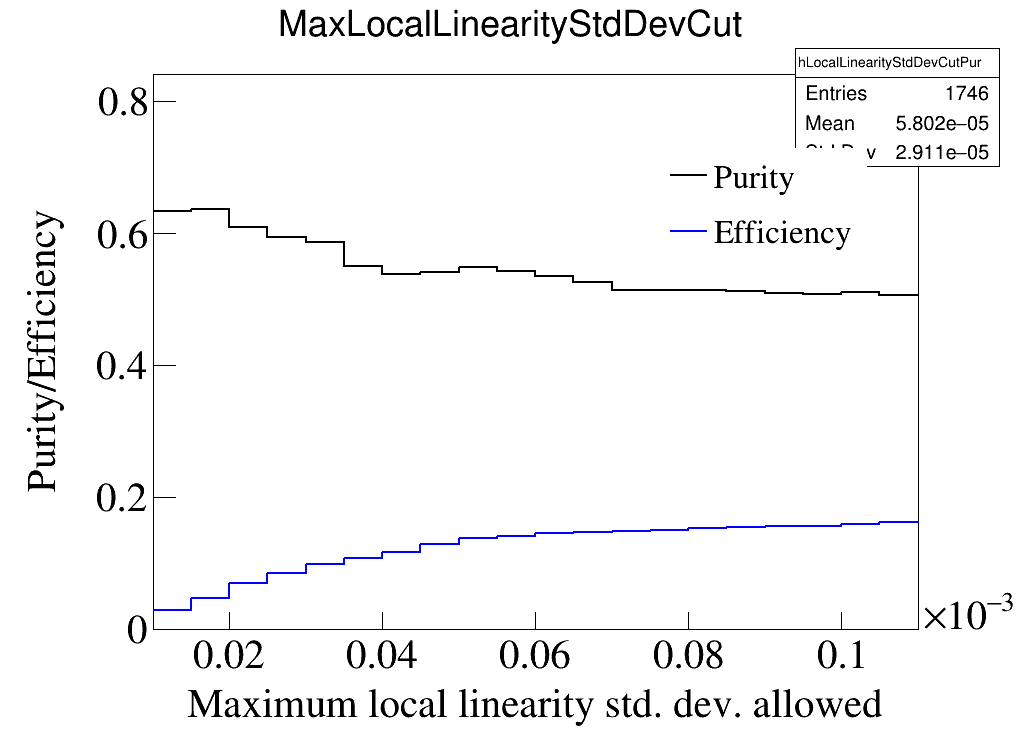 MaxLocalLinearityStdDevCut
hLocalLinearityStdDevCutPur
Entries 1746
Mean 5.802e−05
2.911e−05
Purity
Efficiency
Purity/Efficiency
0.8
0.6
0.4
0.2
0
0.02 0.04 0.06 0.08 0.1
×10−3
Maximum local linearity std. dev. allowed